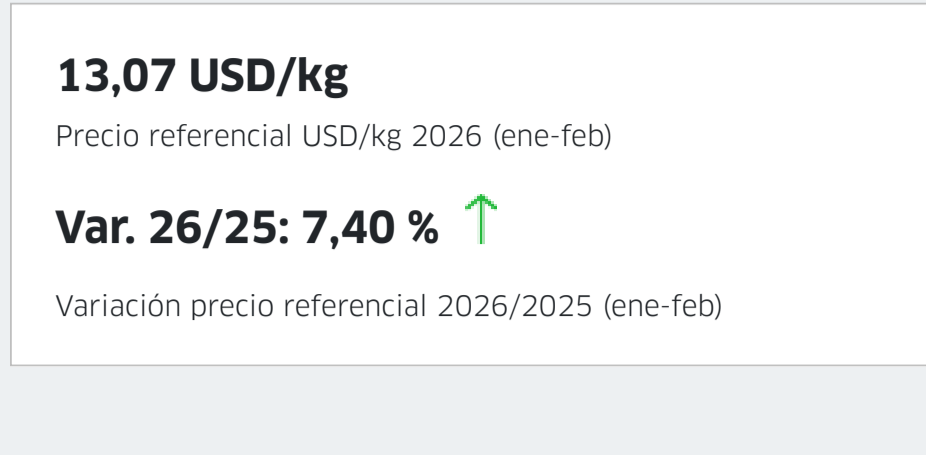 13,07 USD/kg
Precio referencial USD/kg 2026 (ene-feb)
Var. 26/25: 7,40 %
Variación precio referencial 2026/2025 (ene-feb)